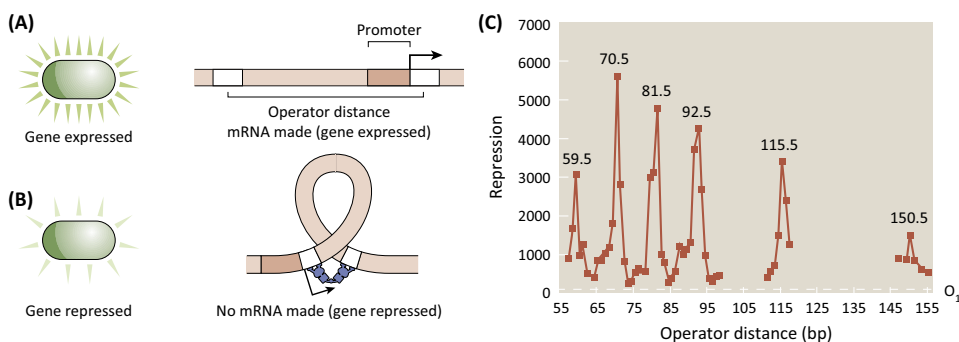 (A)
Gene expressed
Promoter
Operator distance
mRNA made (gene expressed)
(B)
Gene repressed
No mRNA made (gene repressed)
(C)
Repression
7000
6000
5000
4000
3000
2000
1000
0
59.5
70.5
81.5
92.5
115.5
150.5
O1
55 65 75 85 95 105 115 125 135 145 155
Operator distance (bp)